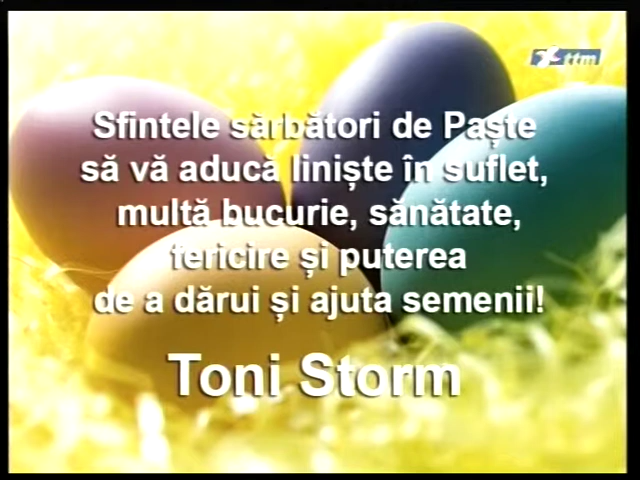 ttm
Sfintele sărbători de Paște
să vă aducă liniște în suflet,
multă bucurie, sănătate,
fericire și puterea
de a dărui și ajuta semenii!
Toni Storm